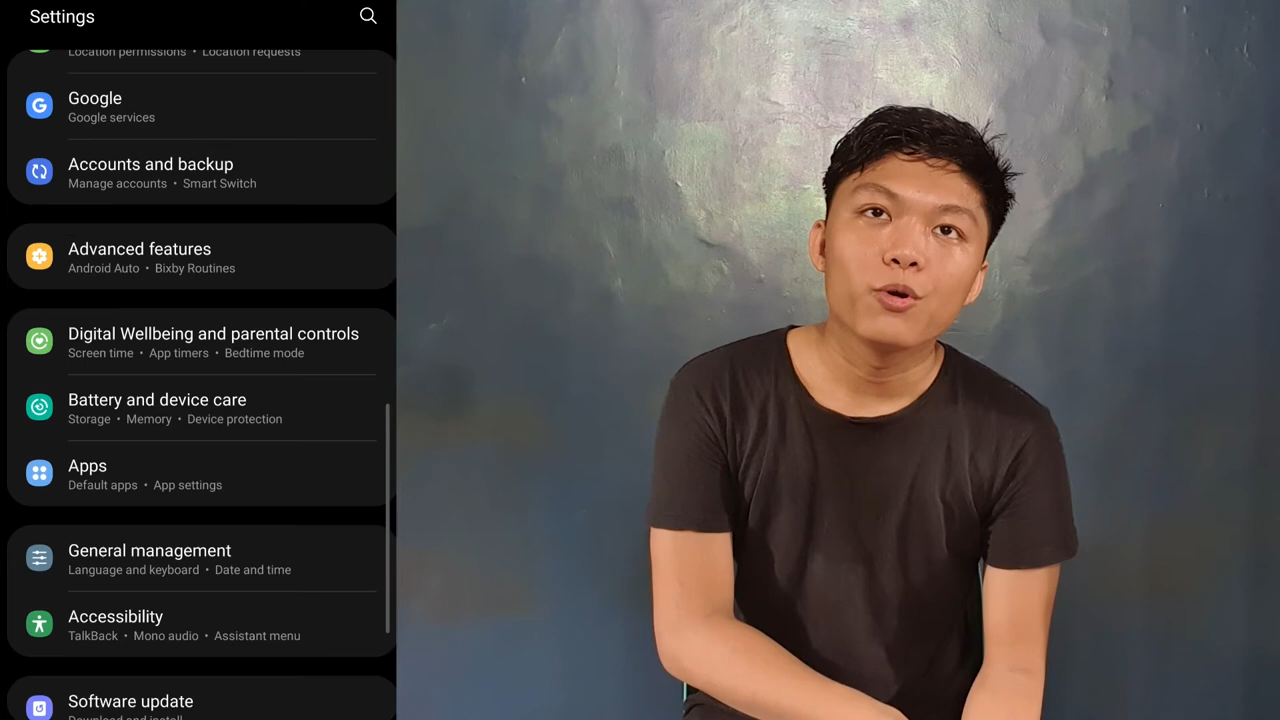 Settings
Location permissions • Location requests
Google
Google services
Accounts and backup
Manage accounts • Smart Switch
Advanced features
Android Auto • Bixby Routines
Digital Wellbeing and parental controls
Screen time • App timers • Bedtime mode
Battery and device care
Storage • Memory • Device protection
Apps
Default apps • App settings
General management
Language and keyboard • Date and time
Accessibility
TalkBack • Mono audio • Assistant menu
Software update
Download and install